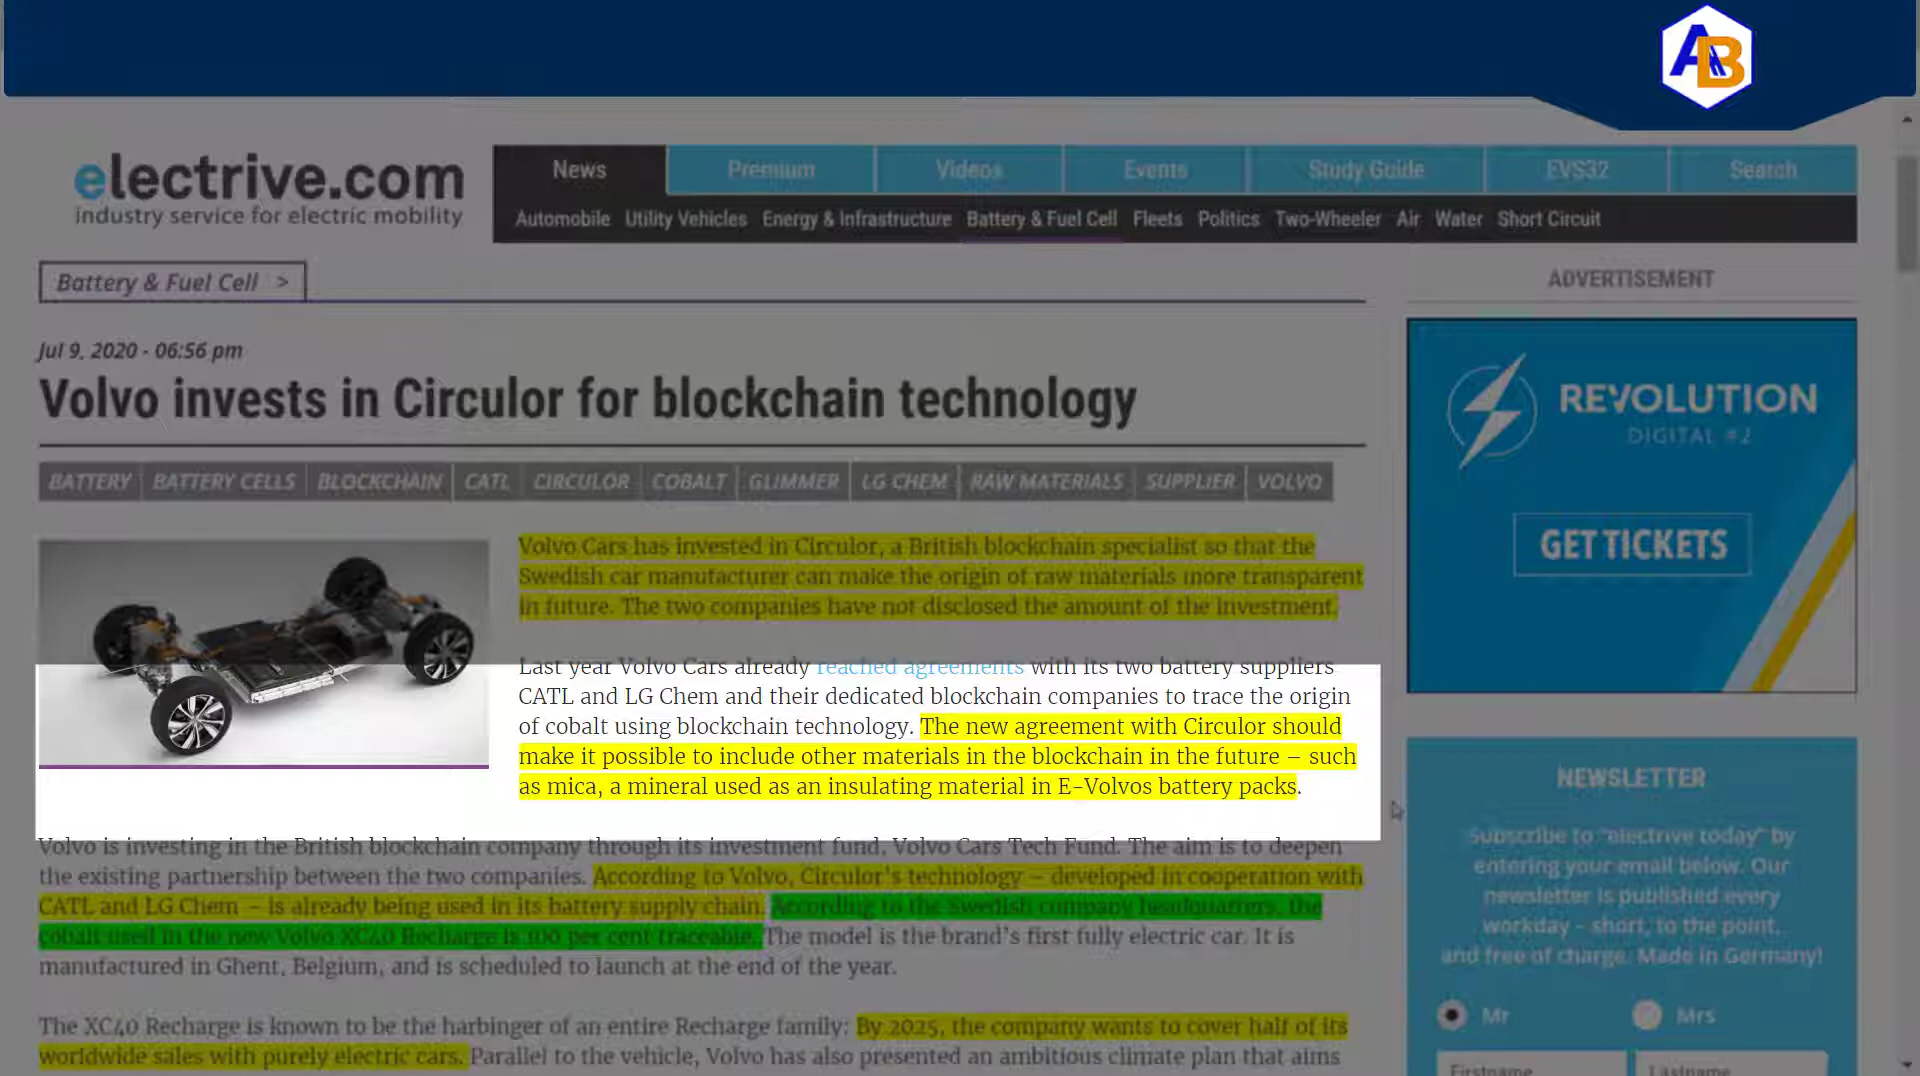 AB
electrive.com
industry service for electric mobility
News Premium Videos Events Study Guide EVS32 Search
Automobile Utility Vehicles Energy & Infrastructure Battery & Fuel Cell Fleets Politics Two-Wheeler Air Water Short Circuit
Battery & Fuel Cell >
Jul 9, 2020 - 06:56 pm
Volvo invests in Circulor for blockchain technology
BATTERY BATTERY CELLS BLOCKCHAIN CATL CIRCULOR COBALT GLIMMER LG CHEM RAW MATERIALS SUPPLIER VOLVO
Volvo Cars has invested in Circulor, a British blockchain specialist so that the
Swedish car manufacturer can make the origin of raw materials more transparent
in future. The two companies have not disclosed the amount of the investment.
Last year Volvo Cars already reached agreements with its two battery suppliers
CATL and LG Chem and their dedicated blockchain companies to trace the origin
of cobalt using blockchain technology. The new agreement with Circulor should
make it possible to include other materials in the blockchain in the future – such
as mica, a mineral used as an insulating material in E-Volvos battery packs.
Volvo is investing in the British blockchain company through its investment fund, Volvo Cars Tech Fund. The aim is to deepen
the existing partnership between the two companies. According to Volvo, Circulor's technology – developed in cooperation with
CATL and LG Chem – is already being used in its battery supply chain. According to the Swedish company headquarters, the
cobalt used in the new Volvo XC40 Recharge is 100 per cent traceable. The model is the brand's first fully electric car. It is
manufactured in Ghent, Belgium, and is scheduled to launch at the end of the year.
The XC40 Recharge is known to be the harbinger of an entire Recharge family: By 2025, the company wants to cover half of its
worldwide sales with purely electric cars. Parallel to the vehicle, Volvo has also presented an ambitious climate plan that aims
ADVERTISEMENT
REVOLUTION
DIGITAL #2
GET TICKETS
NEWSLETTER
Subscribe to "electrive today" by
entering your email below. Our
newsletter is published every
workday – short, to the point,
and free of charge. Made in Germany!
Mr Mrs
Firstname Lastname